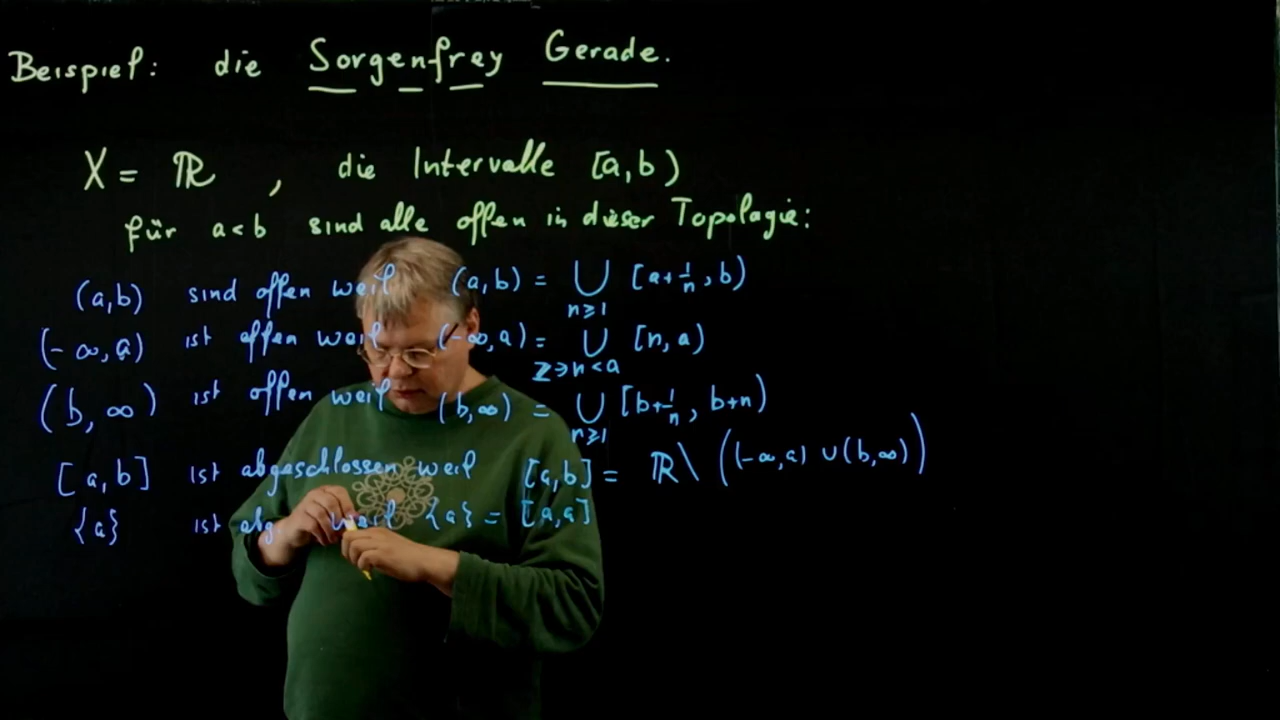 Beispiel: die Sorgenfrey Gerade.
X = ℝ , die Intervalle [a,b)
für a<b sind alle offen in dieser Topologie:
(a,b) sind offen weil (a,b) = ⋃ [a+1/n, b)
n≥1
(-∞,a) ist offen weil (-∞,a) = ⋃ [n,a)
ℤ∋n<a
(b,∞) ist offen weil (b,∞) = ⋃ [b+1/n, b+n)
n≥1
[a,b] ist abgeschlossen weil [a,b] = ℝ\ ((-∞,a) ∪(b,∞))
{a} ist abg. weil {a} = [a,a]